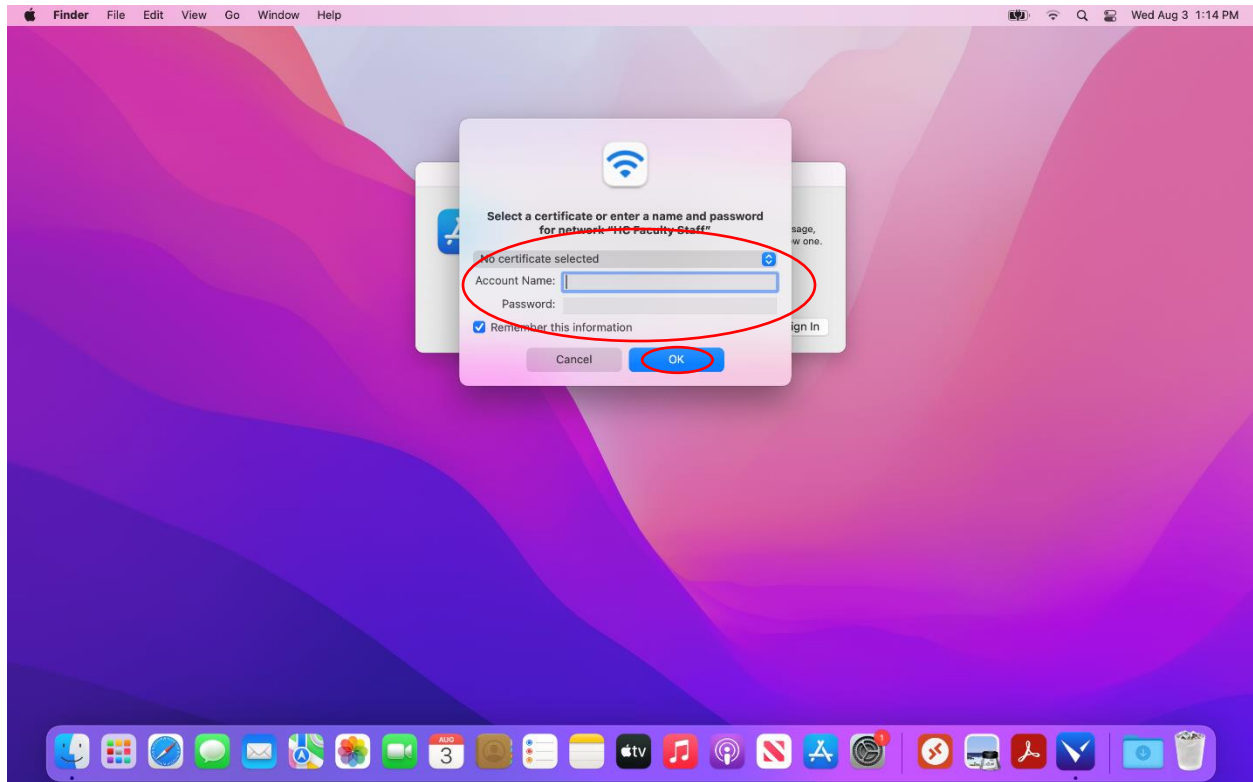 Finder File Edit View Go Window Help Wed Aug 3 1:14 PM
Select a certificate or enter a name and password
for network “HC Faculty Staff”
sage,
w one.
No certificate selected
Account Name:
Password:
Remember this information
ign In
Cancel OK
AUG
3
tv
1